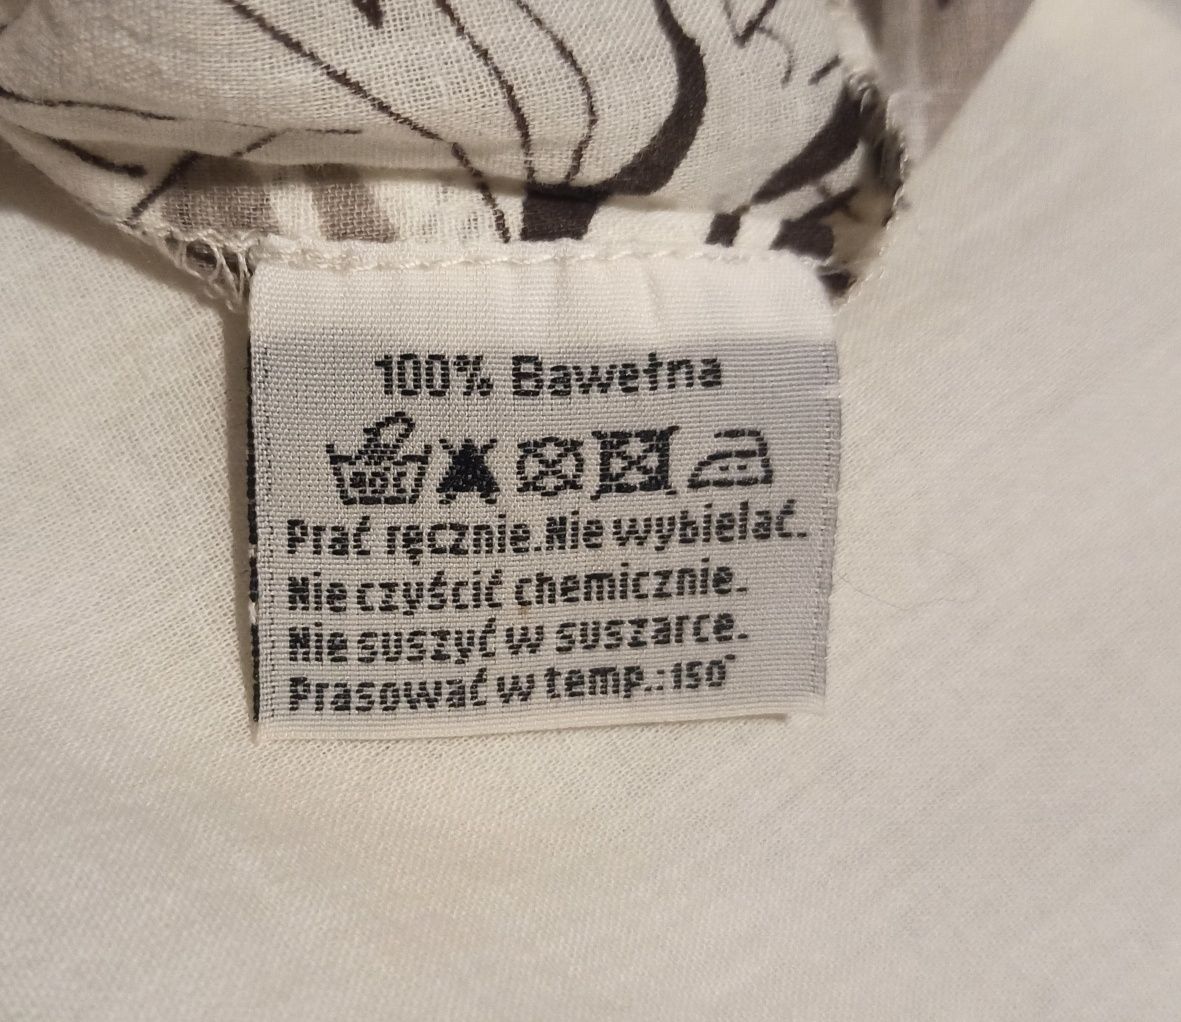 100% Bawełna
Prać ręcznie. Nie wybielać.
Nie czyścić chemicznie.
Nie suszyć w suszarce.
Prasować w temp.:150°